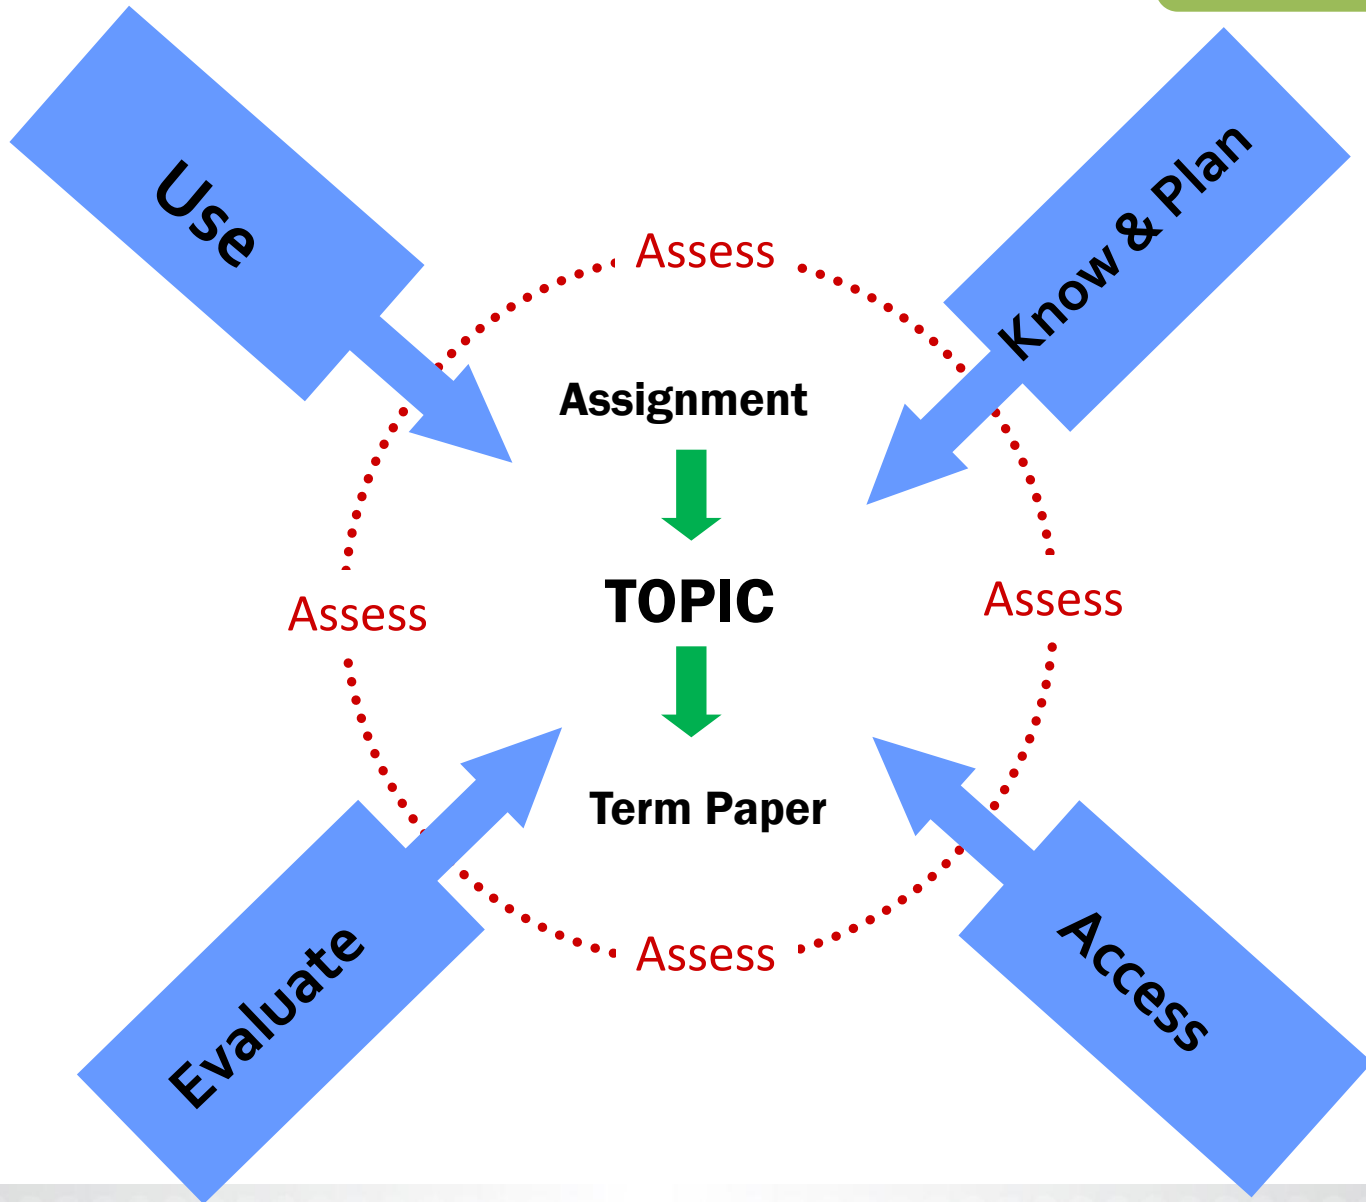 Use
Know & Plan
Assess
Assignment
TOPIC
Assess
Assess
Term Paper
Evaluate
Access
Assess